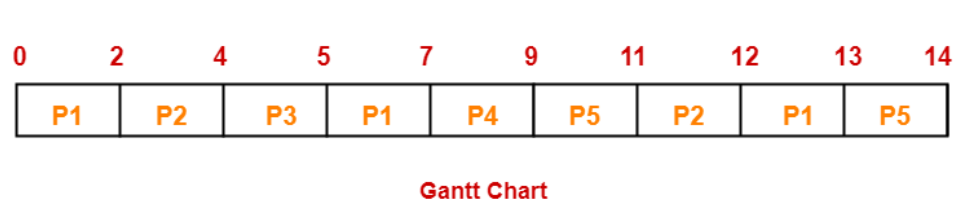 0 2 4 5 7 9 11 12 13 14
P1 P2 P3 P1 P4 P5 P2 P1 P5
Gantt Chart